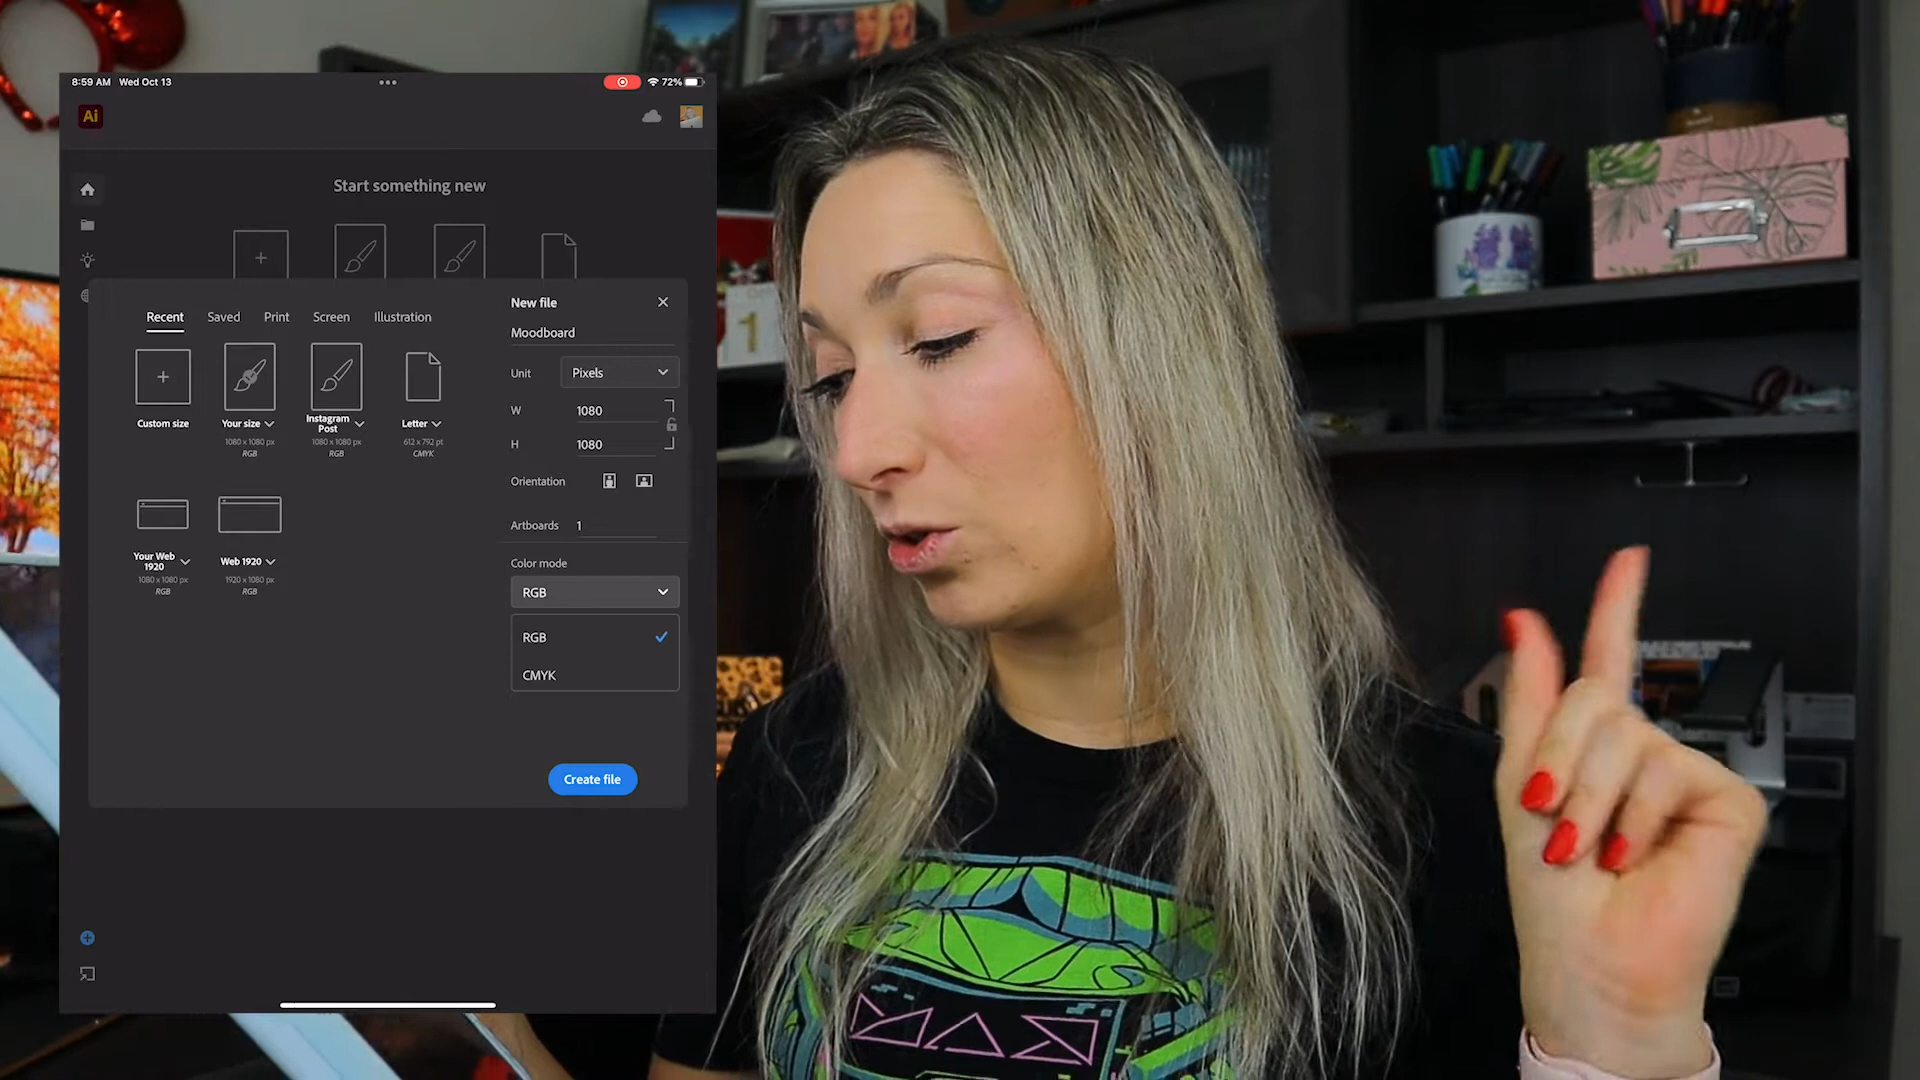 8:59 AM Wed Oct 13
72%
Ai
Start something new
Recent Saved Print Screen Illustration
New file
Moodboard
Unit Pixels
W 1080
H 1080
Orientation
Artboards 1
Color mode
RGB
RGB
CMYK
Create file
Custom size
Your size
1080 x 1080 px
RGB
Instagram
Post
1080 x 1080 px
RGB
Letter
612 x 792 pt
CMYK
Your Web
1920
1080 x 1080 px
RGB
Web 1920
1920 x 1080 px
RGB
1